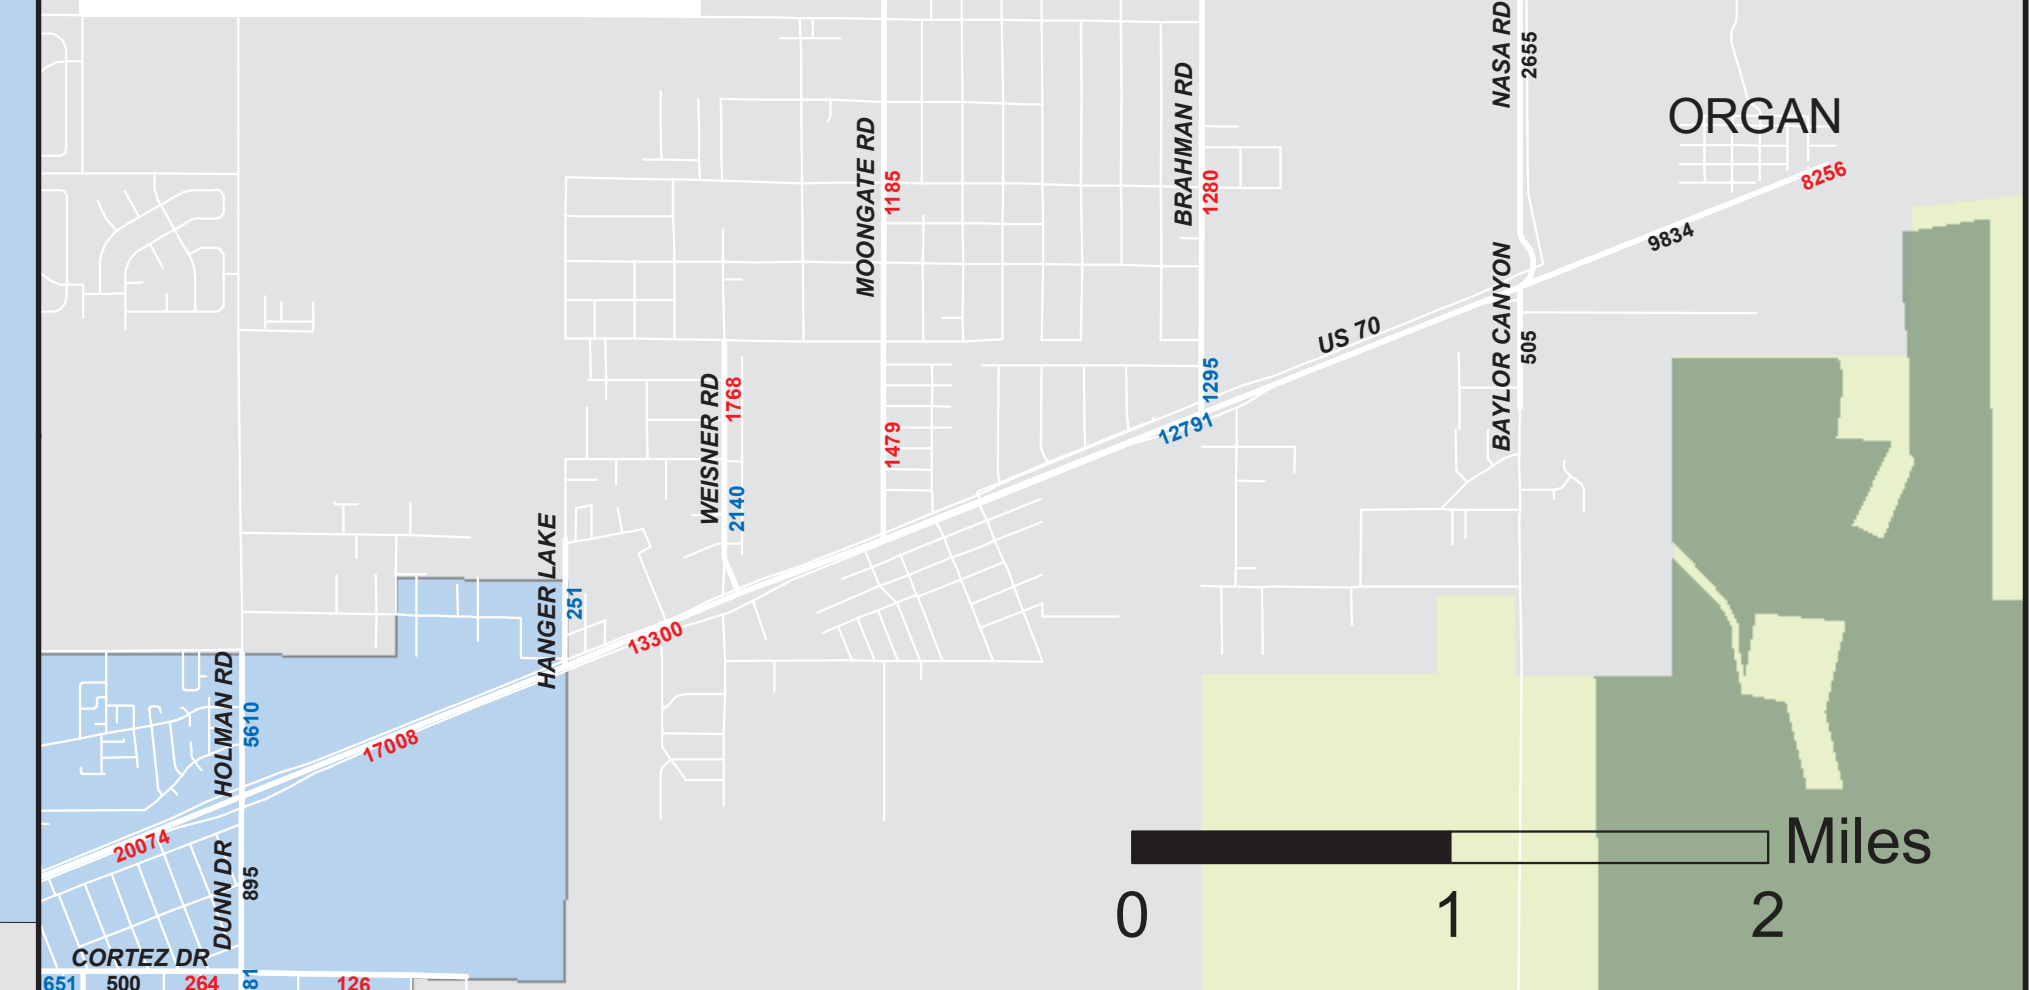 NASA RD
2655
ORGAN
BRAHMAN RD
1280
MOONGATE RD
1185
8256
9834
BAYLOR CANYON
505
US 70
1295
12791
WEISNER RD
1768
1479
2140
HANGER LAKE
251
13300
HOLMAN RD
5610
17008
20074
DUNN DR
895
Miles
0 1 2
CORTEZ DR
651 500 264 81 126